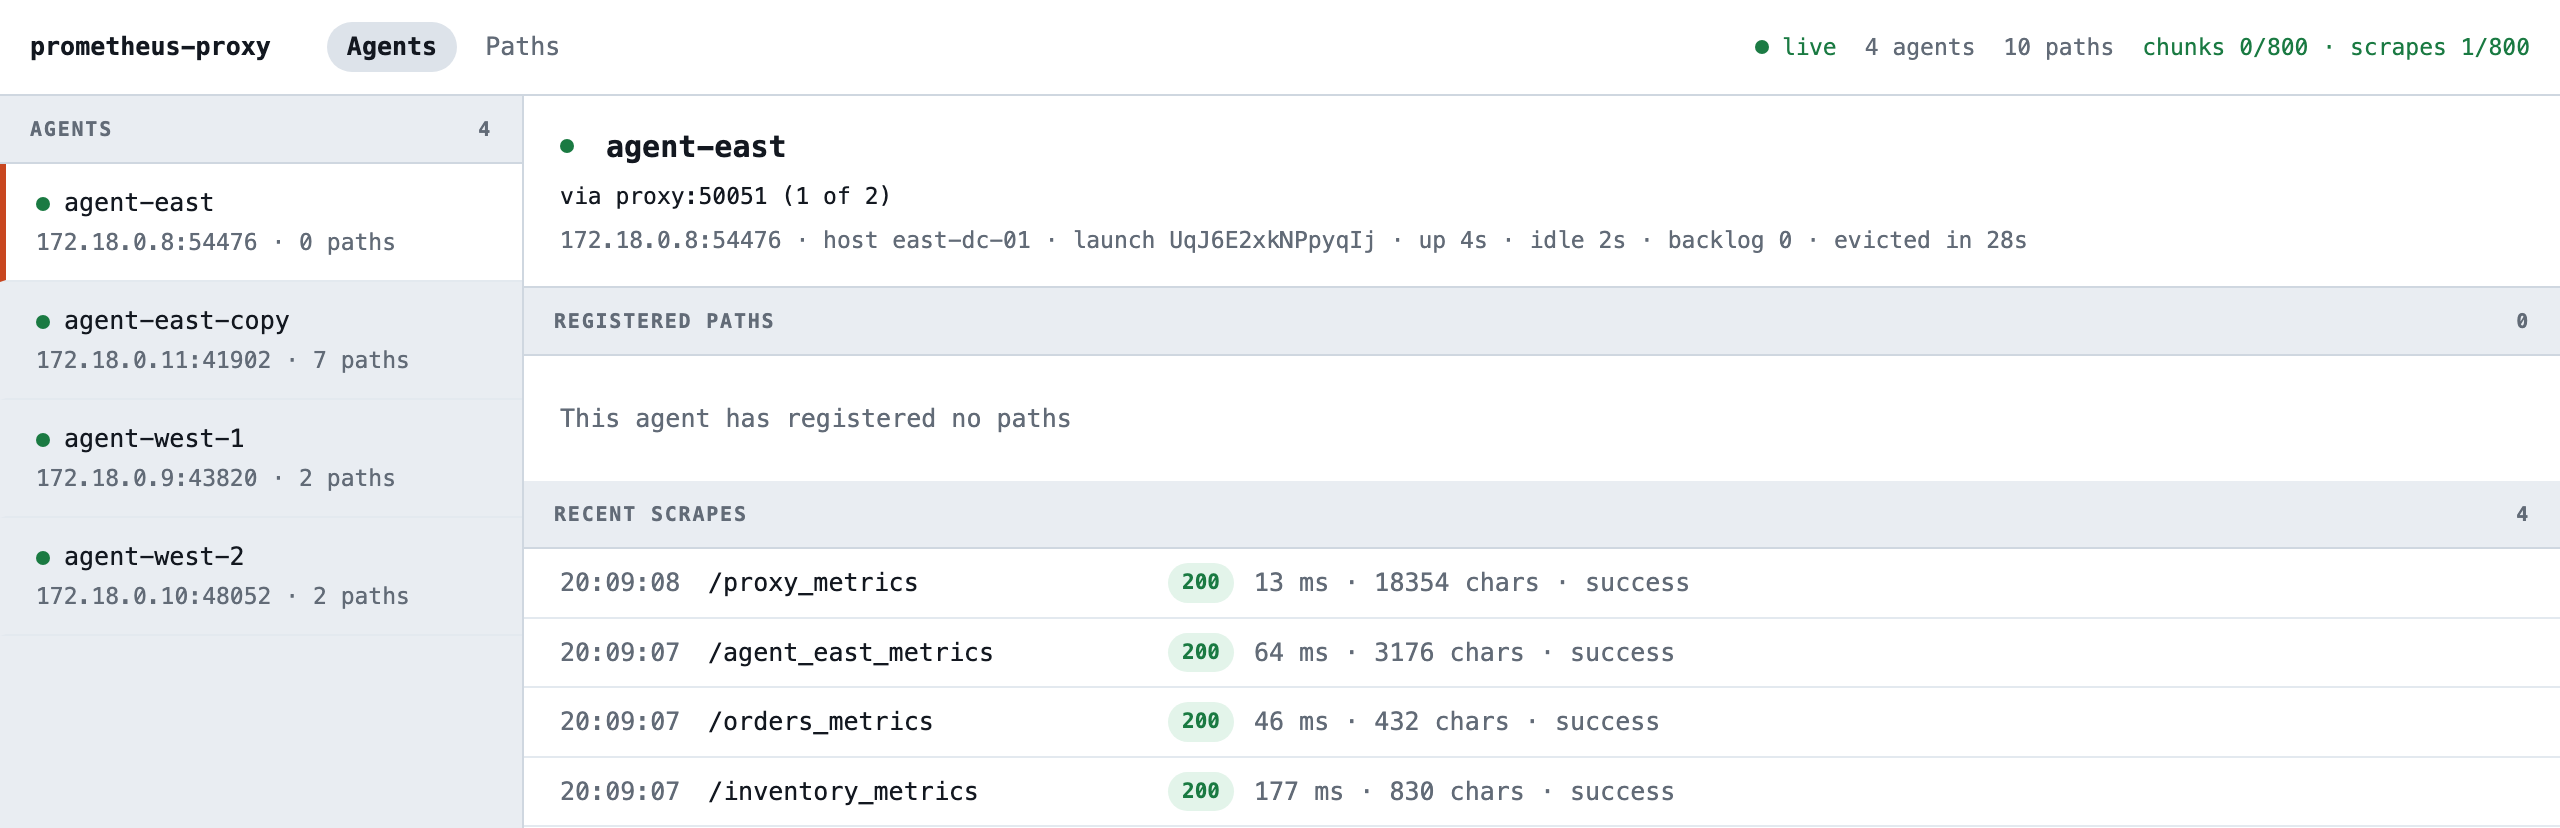 prometheus-proxy Agents Paths ● live 4 agents 10 paths chunks 0/800 · scrapes 1/800
AGENTS 4
agent-east
172.18.0.8:54476 · 0 paths
agent-east-copy
172.18.0.11:41902 · 7 paths
agent-west-1
172.18.0.9:43820 · 2 paths
agent-west-2
172.18.0.10:48052 · 2 paths
agent-east
via proxy:50051 (1 of 2)
172.18.0.8:54476 · host east-dc-01 · launch UqJ6E2xkNPpyqIj · up 4s · idle 2s · backlog 0 · evicted in 28s
REGISTERED PATHS 0
This agent has registered no paths
RECENT SCRAPES 4
20:09:08 /proxy_metrics 200 13 ms · 18354 chars · success
20:09:07 /agent_east_metrics 200 64 ms · 3176 chars · success
20:09:07 /orders_metrics 200 46 ms · 432 chars · success
20:09:07 /inventory_metrics 200 177 ms · 830 chars · success